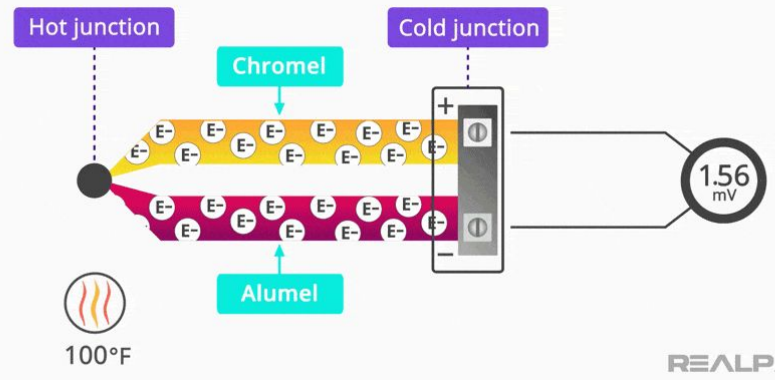 Hot junction
Cold junction
Chromel
+
E- E- E- E- E- E-
E- E- E- E- E- E- E-
1.56
mV
E- E- E- E- E- E-
E- E- E- E- E- E-
−
Alumel
100°F
REALP